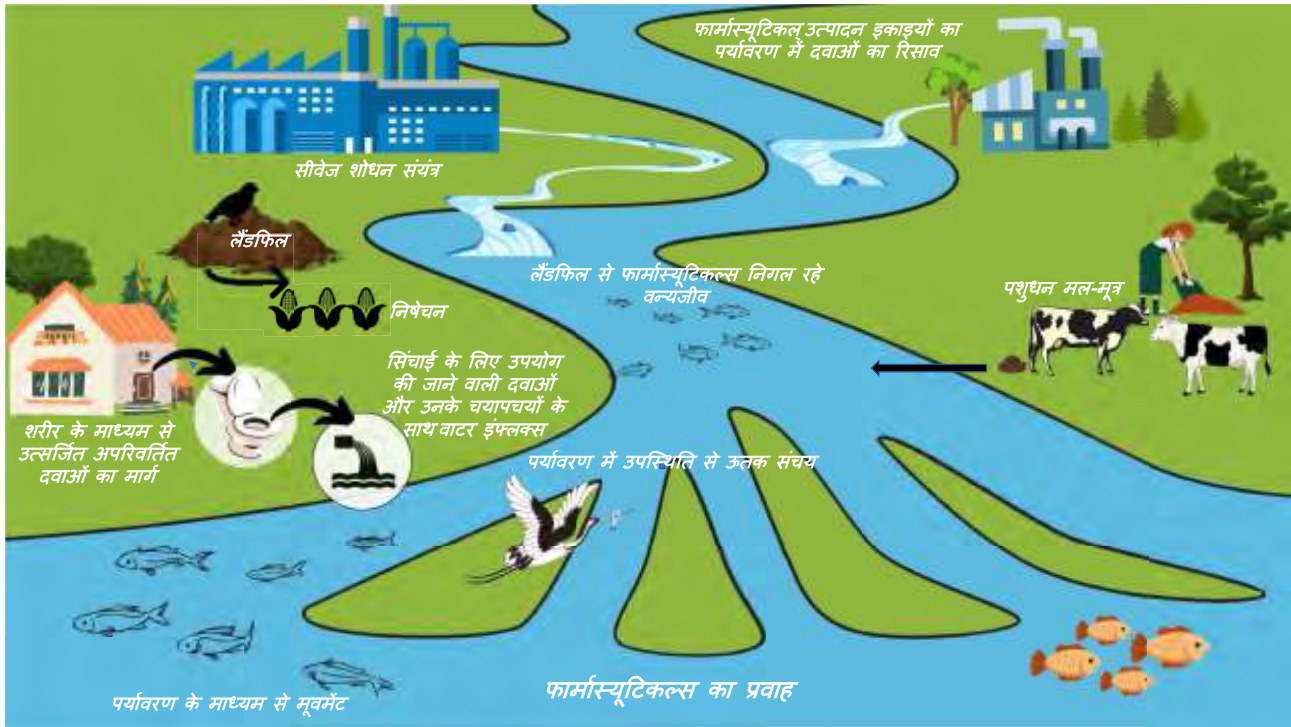 फार्मास्यूटिकल् उत्पादन इकाइयों का
पर्यावरण में दवाओं का रिसाव
सीवेज शोधन संयंत्र
लैंडफिल
निषेचन
लैंडफिल से फार्मास्यूटिकल्स निगल रहे
वन्यजीव
पशुधन मल-मूत्र
सिंचाई के लिए उपयोग
की जाने वाली दवाओं
और उनके चयापचयों के
साथ वाटर इंफ्लक्स
शरीर के माध्यम से
उत्सर्जित अपरिवर्तित
दवाओं का मार्ग
पर्यावरण में उपस्थिति से ऊतक संचय
फार्मास्यूटिकल्स का प्रवाह
पर्यावरण के माध्यम से मूवमेंट